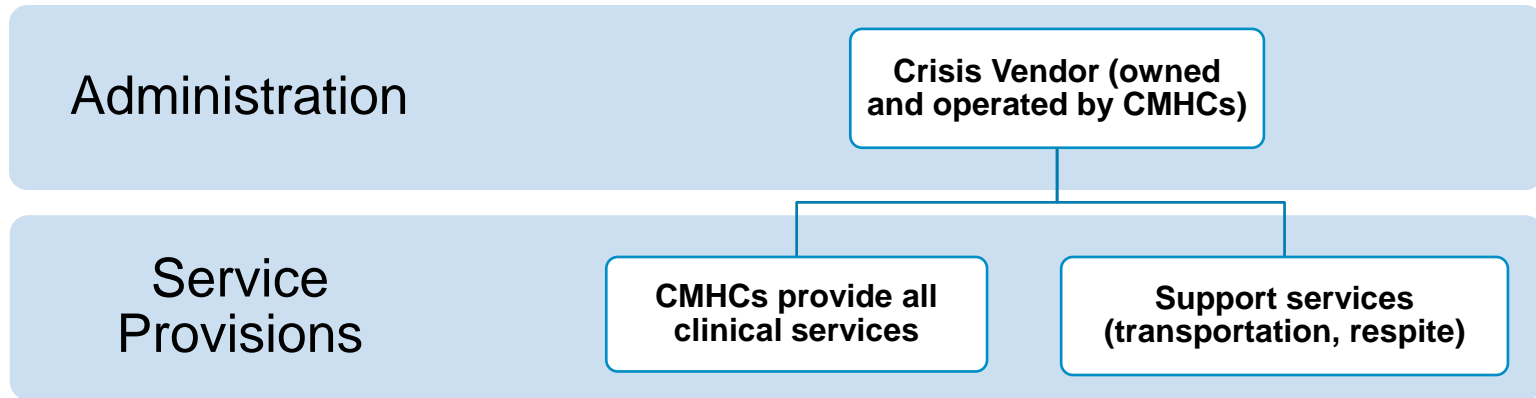 Administration
Crisis Vendor (owned
and operated by CMHCs)
Service
Provisions
CMHCs provide all
clinical services
Support services
(transportation, respite)